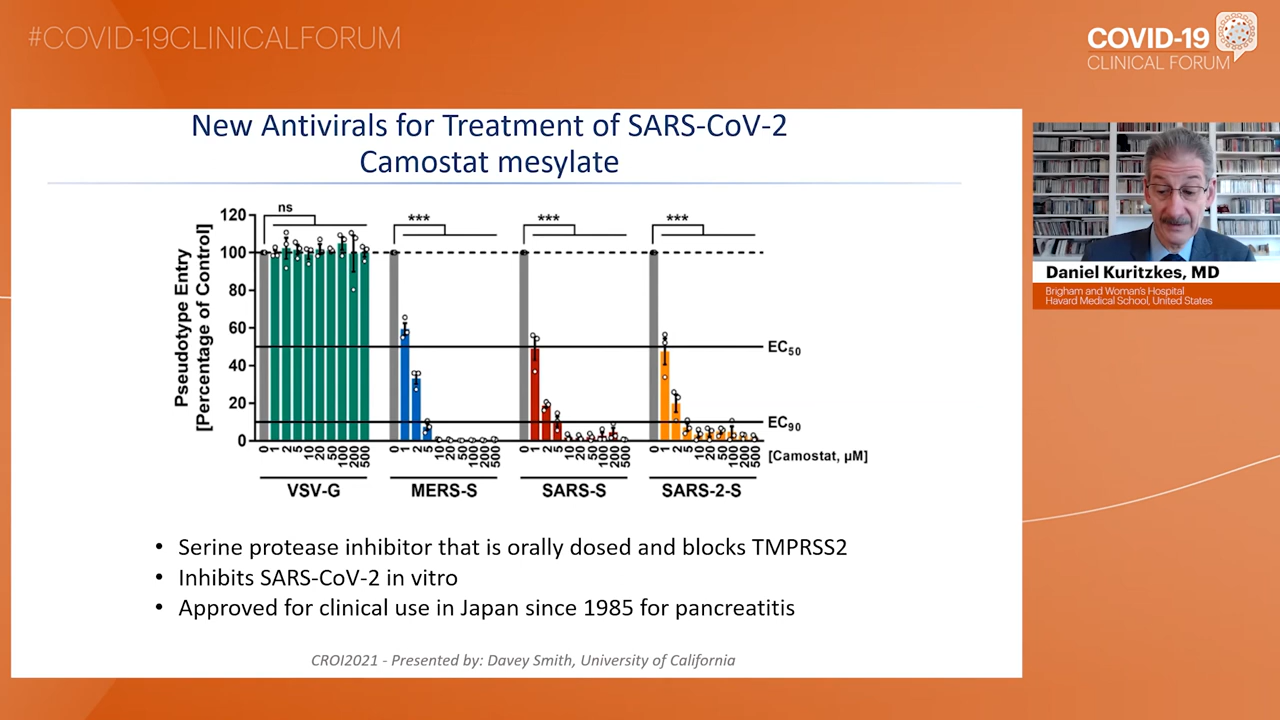 #COVID-19CLINICALFORUM
COVID-19
CLINICAL FORUM
New Antivirals for Treatment of SARS-CoV-2
Camostat mesylate
Pseudotype Entry
[Percentage of Control]
120
100
80
60
40
20
0
ns
***
***
***
EC50
EC90
0 1 2 5 10 20 50 100 200 500
0 1 2 5 10 20 50 100 200 500
0 1 2 5 10 20 50 100 200 500
0 1 2 5 10 20 50 100 200 500
[Camostat, µM]
VSV-G
MERS-S
SARS-S
SARS-2-S
• Serine protease inhibitor that is orally dosed and blocks TMPRSS2
• Inhibits SARS-CoV-2 in vitro
• Approved for clinical use in Japan since 1985 for pancreatitis
CROI2021 - Presented by: Davey Smith, University of California
Daniel Kuritzkes, MD
Brigham and Woman's Hospital
Havard Medical School, United States